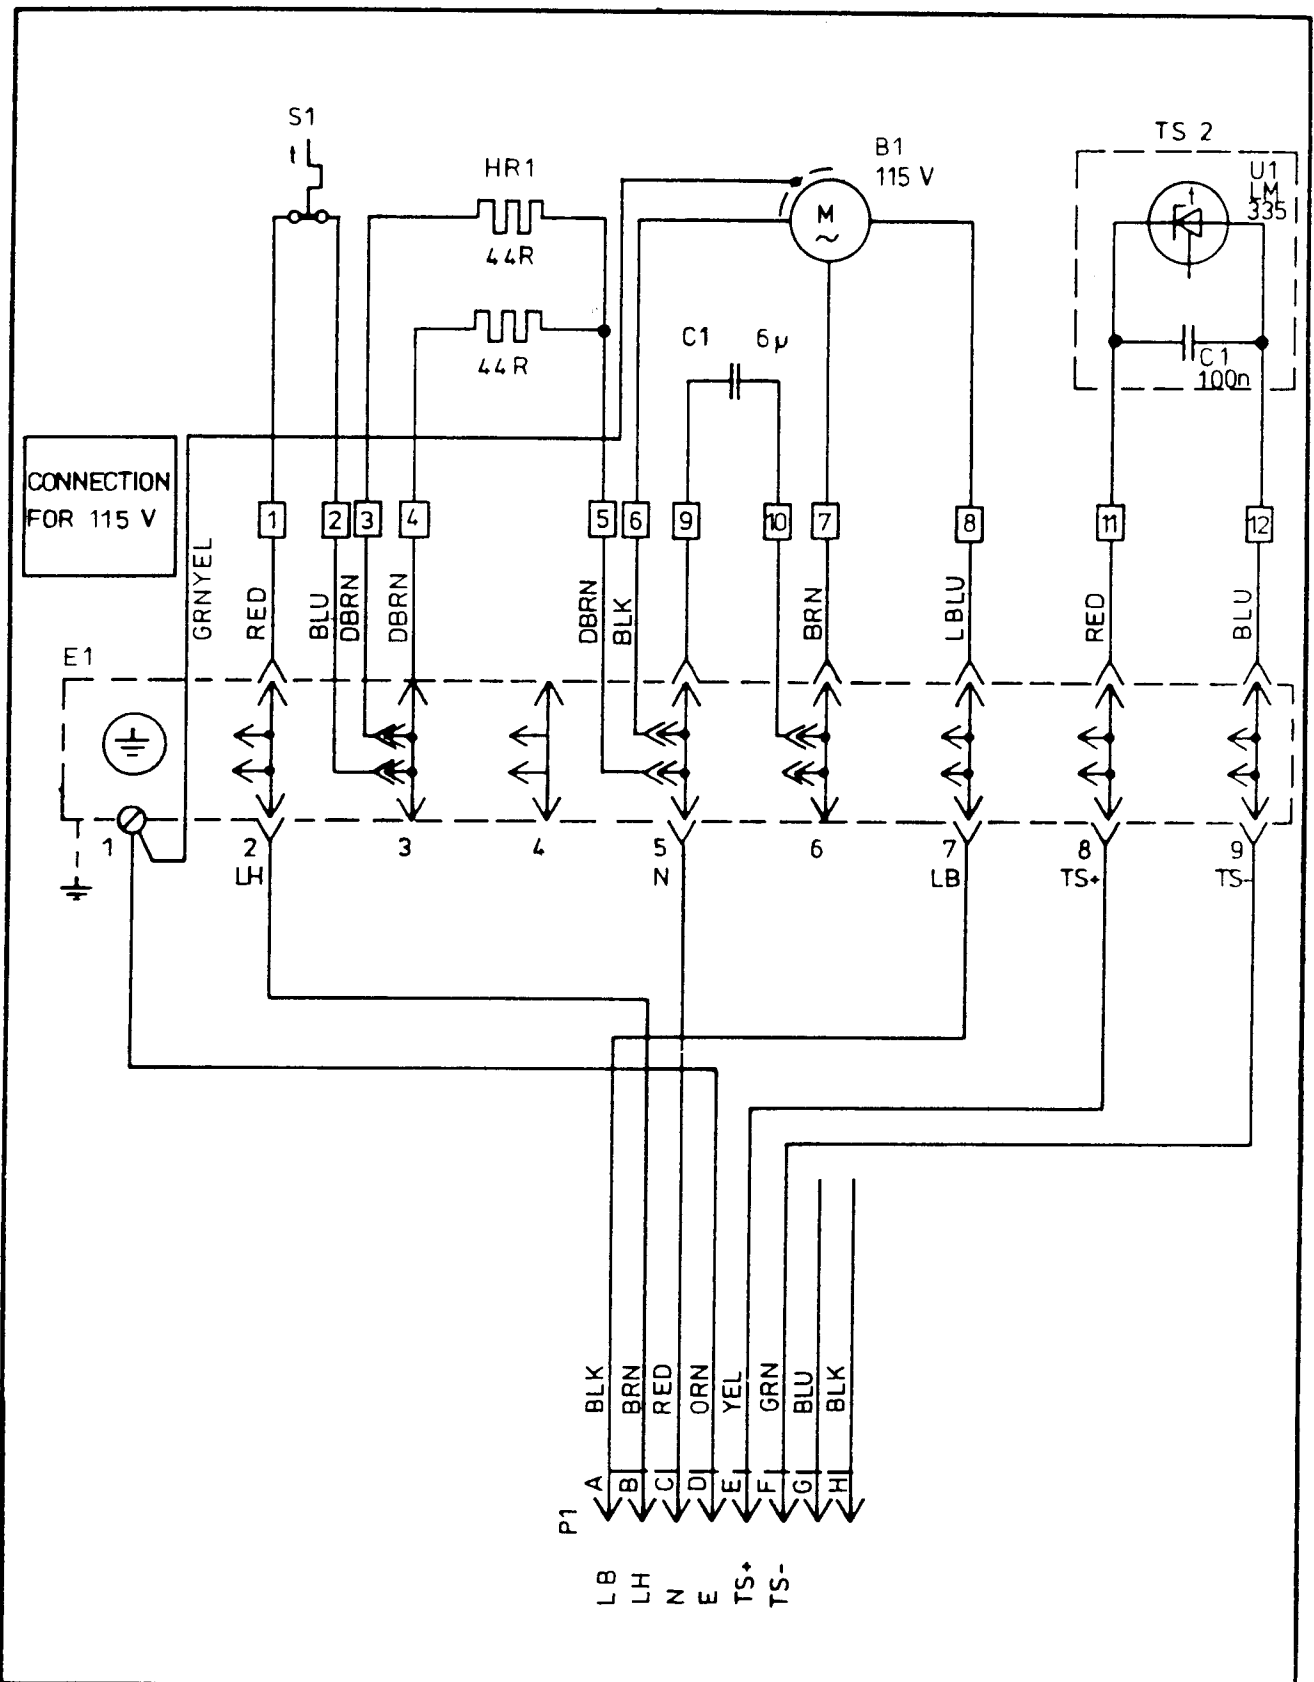 S1
HR1
44R
44R
B1
115 V
TS 2
U1
LM
335
C1
100n
C1 6µ
CONNECTION
FOR 115 V
1 2 3 4 5 6 9 10 7 8 11 12
GRNYEL
RED
BLU
DBRN
DBRN
DBRN
BLK
BRN
LBLU
RED
BLU
E1
1 2 3 4 5 6 7 8 9
LH N LB TS+ TS-
M
~
BLK
BRN
RED
ORN
YEL
GRN
BLU
BLK
A
B
C
D
E
F
G
H
P1
LB
LH
N
E
TS+
TS-